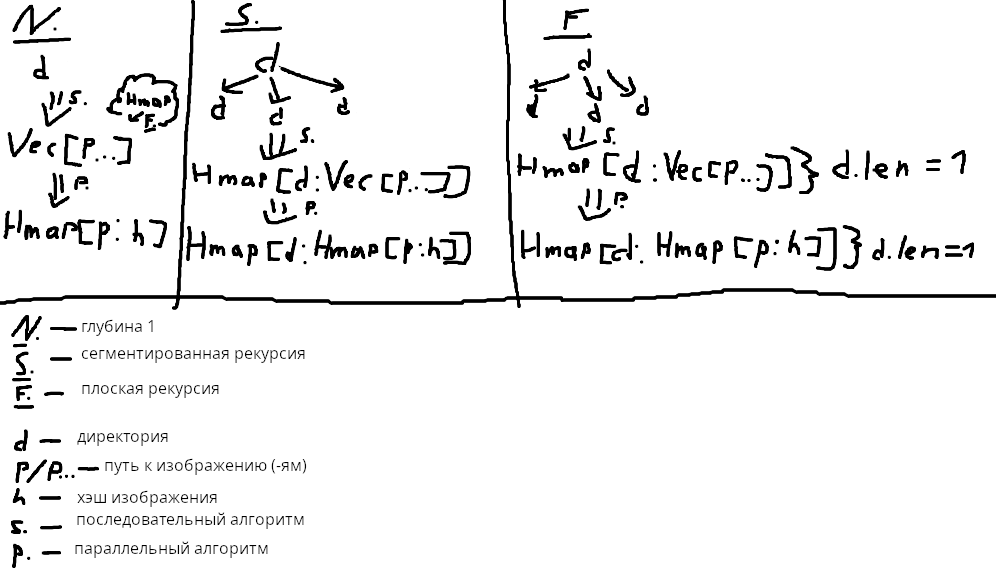 N.
d
s.
Hmap
F.
Vec[p...]
p.
Hmap[p:h]
S.
d
d d d
s.
Hmap[d:Vec[p...]]
p.
Hmap[d:Hmap[p:h]]
F
d
d d d
s.
Hmap[d:Vec[p...]]} d.len = 1
p.
Hmap[d:Hmap[p:h]]} d.len=1
N. — глубина 1
S. — сегментированная рекурсия
F. — плоская рекурсия
d — директория
p/p... — путь к изображению (-ям)
h — хэш изображения
s. — последовательный алгоритм
p. — параллельный алгоритм